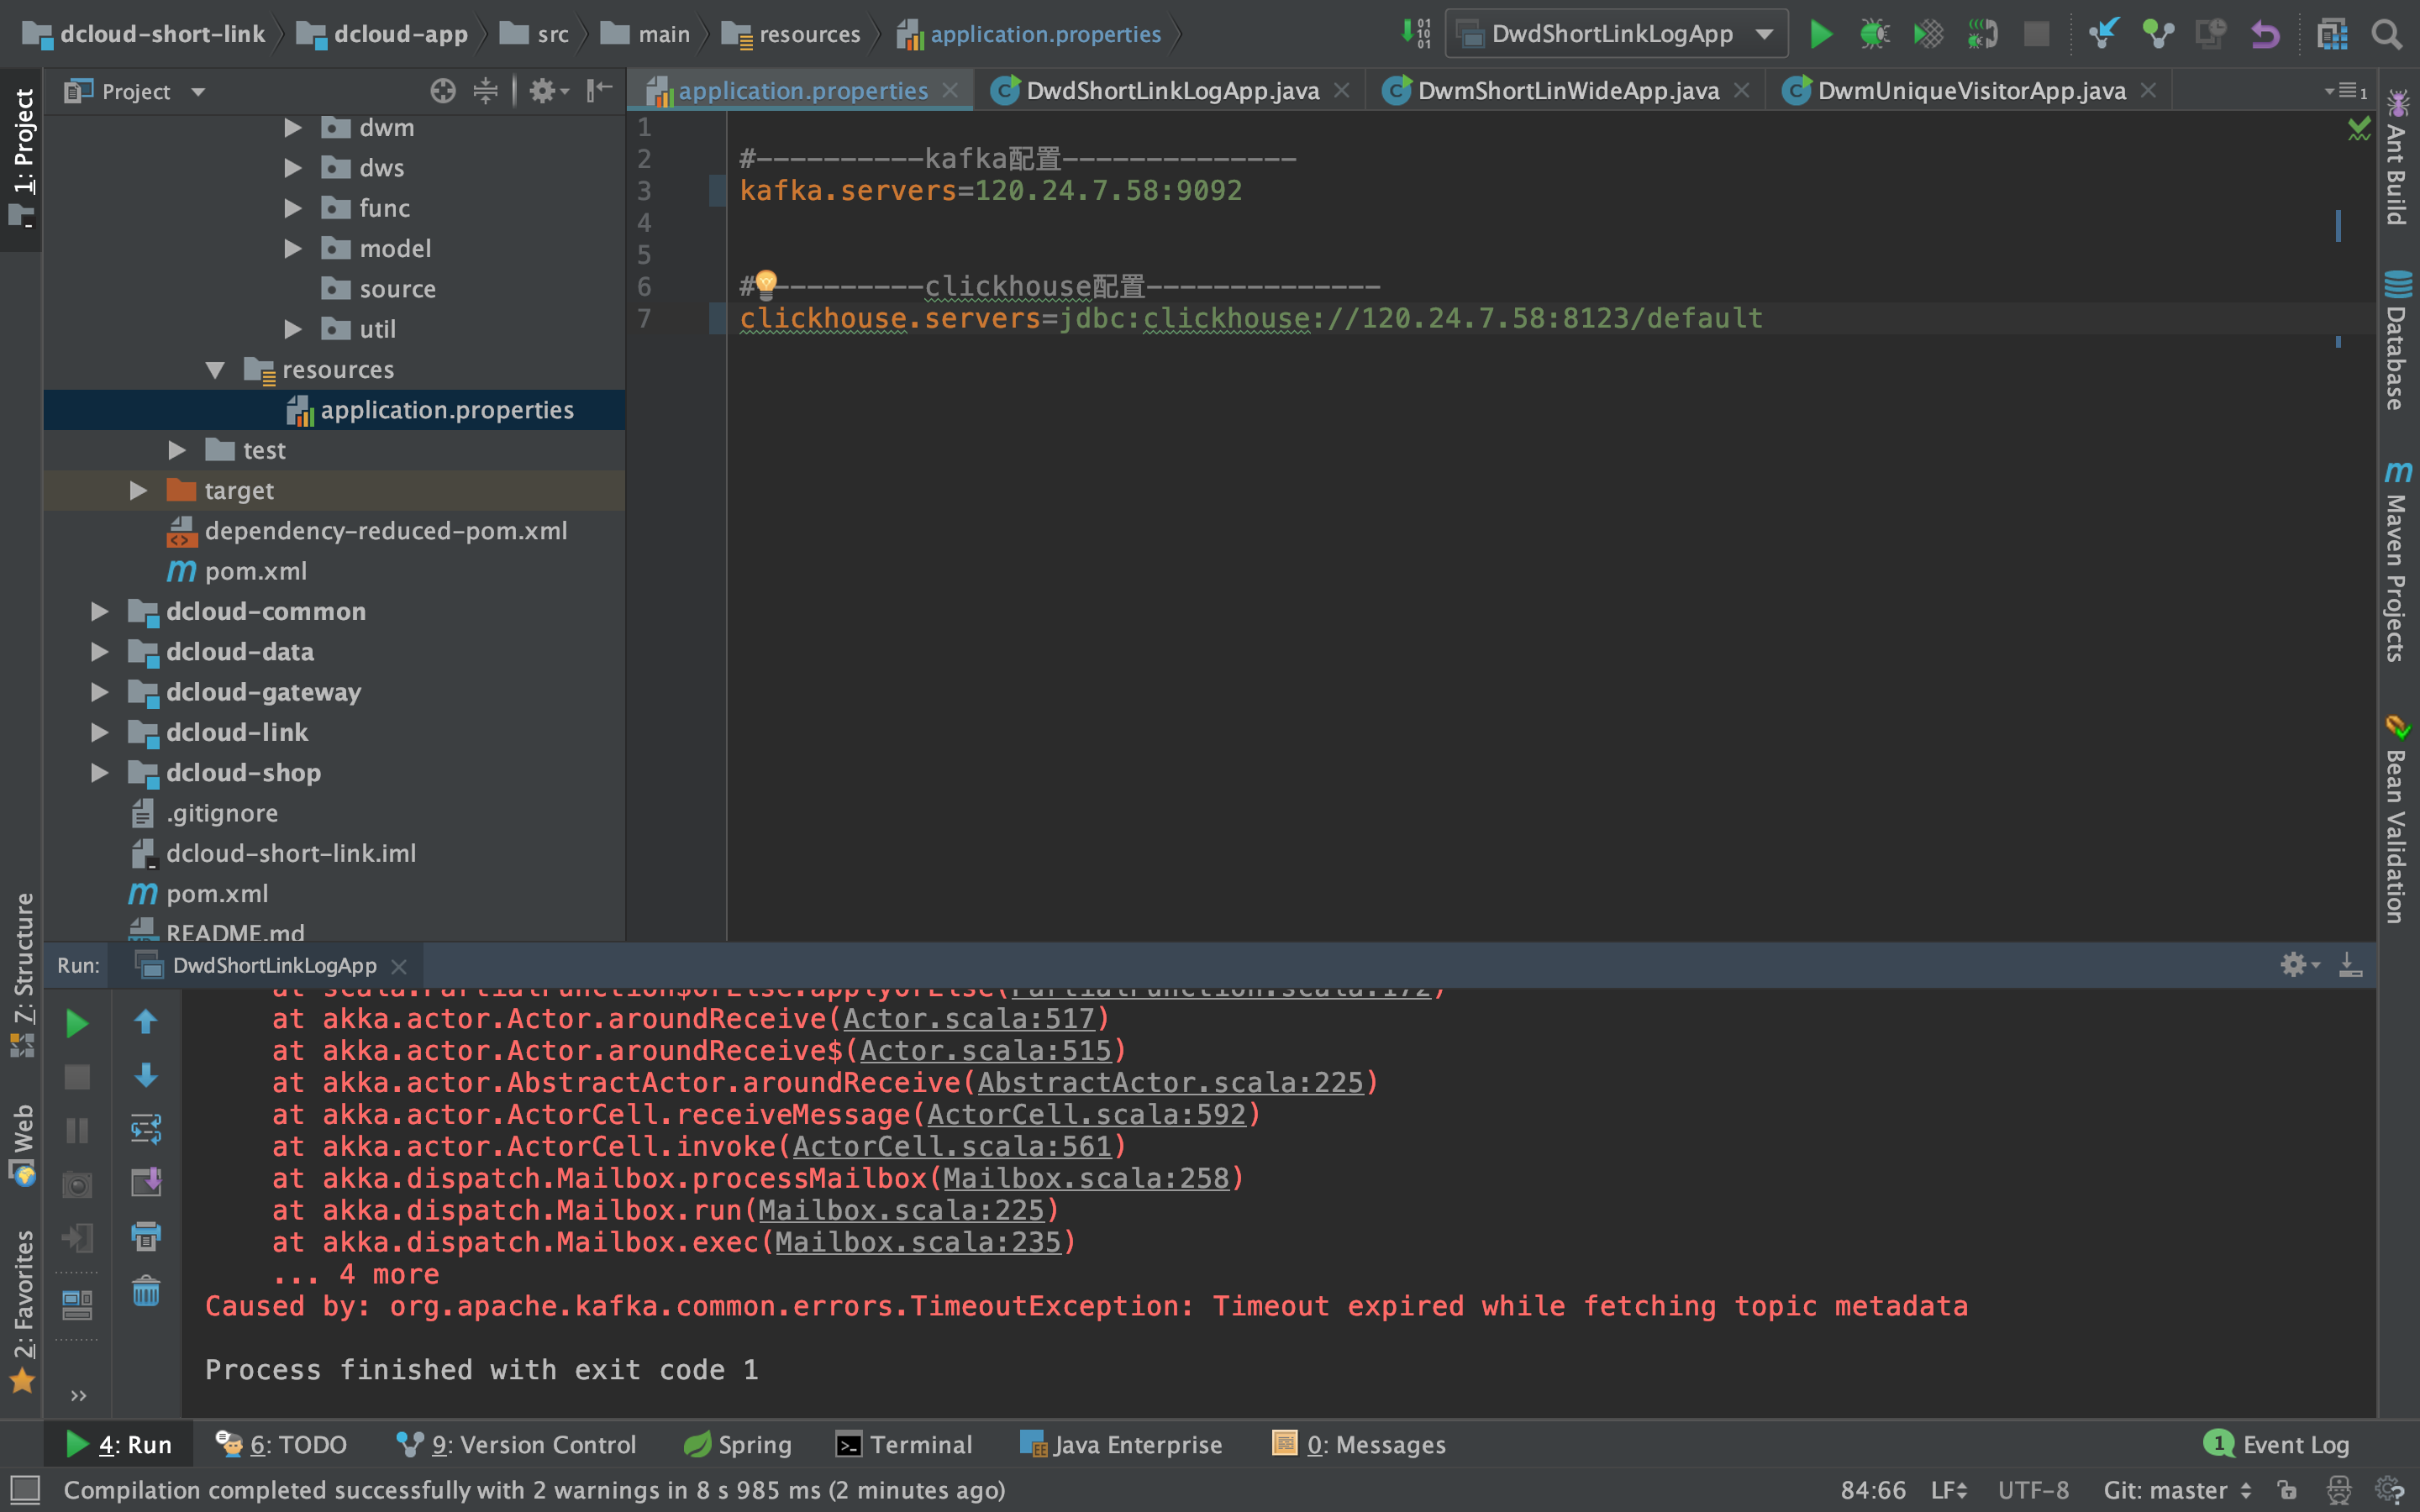 dcloud-short-link dcloud-app src main resources application.properties DwdShortLinkLogApp
Project application.properties DwdShortLinkLogApp.java DwmShortLinWideApp.java DwmUniqueVisitorApp.java 1
1: Project
7: Structure
Web
2: Favorites
dwm
dws
func
model
source
util
resources
application.properties
test
target
dependency-reduced-pom.xml
pom.xml
dcloud-common
dcloud-data
dcloud-gateway
dcloud-link
dcloud-shop
.gitignore
dcloud-short-link.iml
pom.xml
README.md
1
2 #----------kafka配置--------------
3 kafka.servers=120.24.7.58:9092
4
5
6 #----------clickhouse配置--------------
7 clickhouse.servers=jdbc:clickhouse://120.24.7.58:8123/default
Ant Build
Database
Maven Projects
Bean Validation
Run: DwdShortLinkLogApp
at scala.PartialFunction$OrElse.applyOrElse(PartialFunction.scala:172)
at akka.actor.Actor.aroundReceive(Actor.scala:517)
at akka.actor.Actor.aroundReceive$(Actor.scala:515)
at akka.actor.AbstractActor.aroundReceive(AbstractActor.scala:225)
at akka.actor.ActorCell.receiveMessage(ActorCell.scala:592)
at akka.actor.ActorCell.invoke(ActorCell.scala:561)
at akka.dispatch.Mailbox.processMailbox(Mailbox.scala:258)
at akka.dispatch.Mailbox.run(Mailbox.scala:225)
at akka.dispatch.Mailbox.exec(Mailbox.scala:235)
... 4 more
Caused by: org.apache.kafka.common.errors.TimeoutException: Timeout expired while fetching topic metadata
Process finished with exit code 1
4: Run 6: TODO 9: Version Control Spring Terminal Java Enterprise 0: Messages 1 Event Log
Compilation completed successfully with 2 warnings in 8 s 985 ms (2 minutes ago) 84:66 LF UTF-8 Git: master